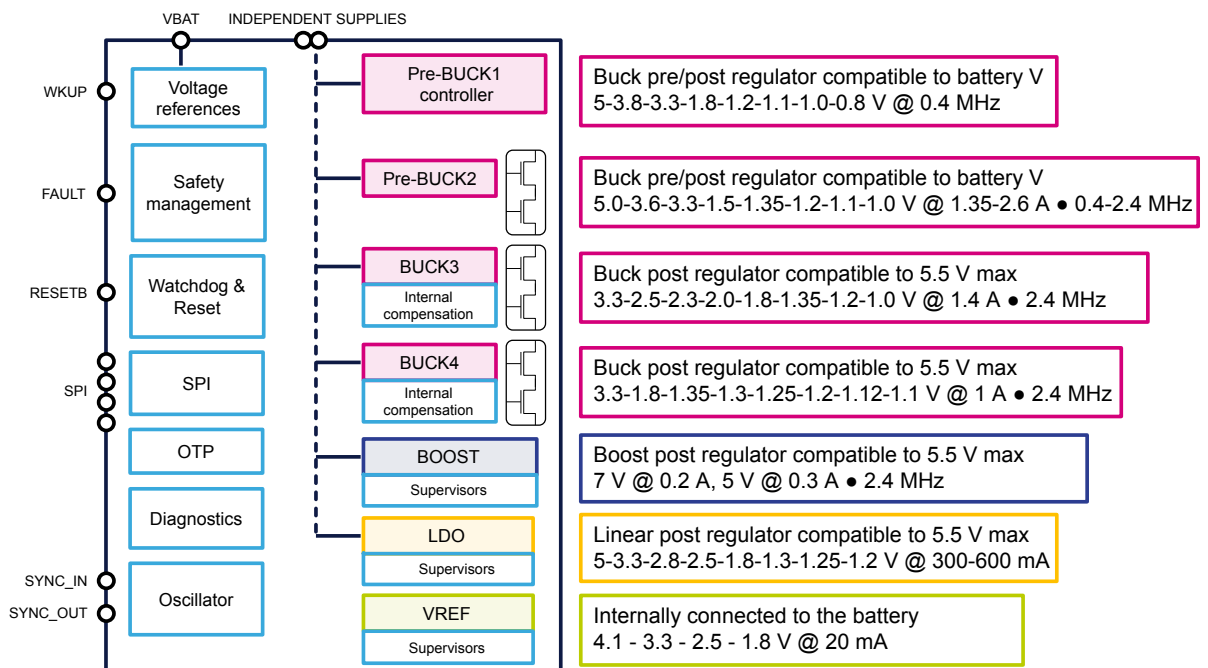 VBAT
INDEPENDENT SUPPLIES
WKUP
Voltage
references
Pre-BUCK1
controller
Buck pre/post regulator compatible to battery V
5-3.8-3.3-1.8-1.2-1.1-1.0-0.8 V @ 0.4 MHz
FAULT
Safety
management
Pre-BUCK2
Buck pre/post regulator compatible to battery V
5.0-3.6-3.3-1.5-1.35-1.2-1.1-1.0 V @ 1.35-2.6 A ● 0.4-2.4 MHz
RESETB
Watchdog &
Reset
BUCK3
Internal
compensation
Buck post regulator compatible to 5.5 V max
3.3-2.5-2.3-2.0-1.8-1.35-1.2-1.0 V @ 1.4 A ● 2.4 MHz
SPI
SPI
BUCK4
Internal
compensation
Buck post regulator compatible to 5.5 V max
3.3-1.8-1.35-1.3-1.25-1.2-1.12-1.1 V @ 1 A ● 2.4 MHz
OTP
BOOST
Supervisors
Boost post regulator compatible to 5.5 V max
7 V @ 0.2 A, 5 V @ 0.3 A ● 2.4 MHz
Diagnostics
LDO
Supervisors
Linear post regulator compatible to 5.5 V max
5-3.3-2.8-2.5-1.8-1.3-1.25-1.2 V @ 300-600 mA
SYNC_IN
SYNC_OUT
Oscillator
VREF
Supervisors
Internally connected to the battery
4.1 - 3.3 - 2.5 - 1.8 V @ 20 mA